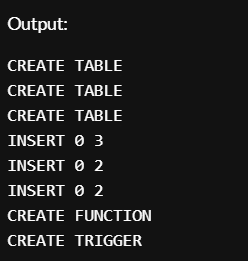 Output:
CREATE TABLE
CREATE TABLE
CREATE TABLE
INSERT 0 3
INSERT 0 2
INSERT 0 2
CREATE FUNCTION
CREATE TRIGGER